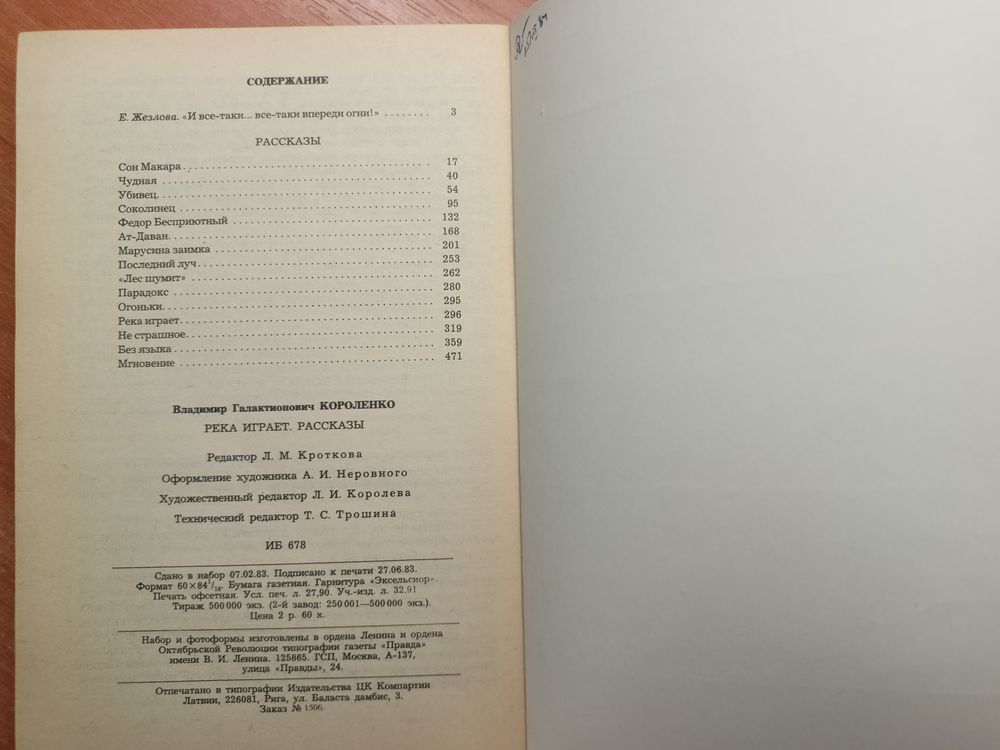 СОДЕРЖАНИЕ
Е. Жезлова. «И все-таки... все-таки впереди огни!» ........ 3
РАССКАЗЫ
Сон Макара ........ 17
Чудная ........ 40
Убивец ........ 54
Соколинец ........ 95
Федор Бесприютный ........ 132
Ат-Даван ........ 168
Марусина заимка ........ 201
Последний луч ........ 253
«Лес шумит» ........ 262
Парадокс ........ 280
Огоньки ........ 295
Река играет ........ 296
Не страшное ........ 319
Без языка ........ 359
Мгновение ........ 471
Владимир Галактионович КОРОЛЕНКО
РЕКА ИГРАЕТ. РАССКАЗЫ
Редактор Л. М. Кроткова
Оформление художника А. И. Неровного
Художественный редактор Л. И. Королева
Технический редактор Т. С. Трошина
ИБ 678
Сдано в набор 07.02.83. Подписано к печати 27.06.83.
Формат 60×84¹/₁₆. Бумага газетная. Гарнитура «Эксельсиор».
Печать офсетная. Усл. печ. л. 27,90. Уч.-изд. л. 32.91
Тираж 500 000 экз. (2-й завод: 250 001—500 000 экз.).
Цена 2 р. 60 к.
Набор и фотоформы изготовлены в ордена Ленина и ордена
Октябрьской Революции типографии газеты «Правда»
имени В. И. Ленина. 125865. ГСП, Москва, А-137,
улица «Правды», 24.
Отпечатано в типографии Издательства ЦК Компартии
Латвии, 226081, Рига, ул. Баласта дамбис, 3.
Заказ № 1506.